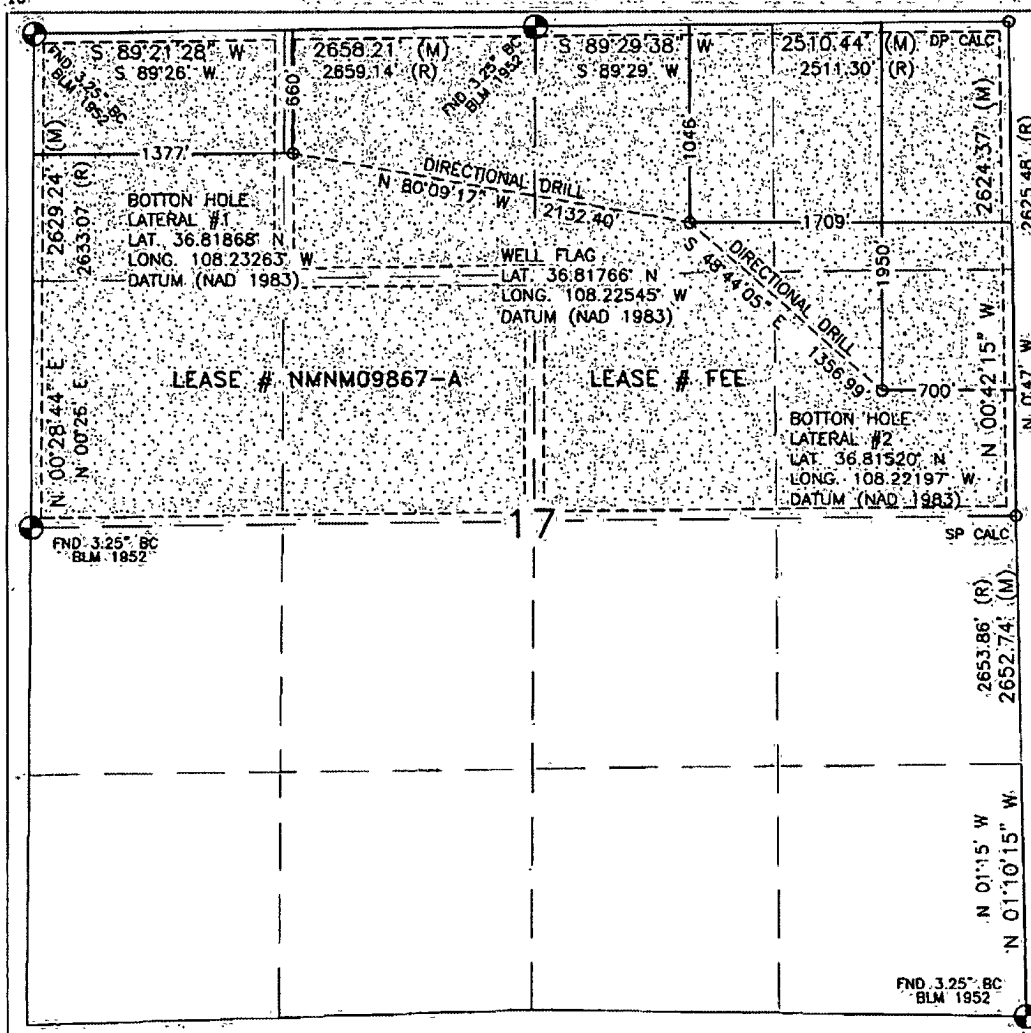 S 89°21'28" W 2658.21' (M)
S 89°26' W 2659.14' (R)
S 89°29'38" W 2510.44' (M)
S 89°29' W 2511.30' (R)
DP CALC
FND 3.25" BC
BLM 1952
FND 3.25" BC
BLM 1952
660'
1046
1377'
1709
1950
700
DIRECTIONAL DRILL
N 80°09'17" W 2132.40'
DIRECTIONAL DRILL
S 48°44'05" E 1356.99'
BOTTON HOLE
LATERAL #1
LAT. 36.81868° N
LONG. 108.23263° W
DATUM (NAD 1983)
WELL FLAG
LAT. 36.81766° N
LONG. 108.22545° W
DATUM (NAD 1983)
LEASE # NMNM09867-A
LEASE # FEE
BOTTON HOLE
LATERAL #2
LAT. 36.81520° N
LONG. 108.22197° W
DATUM (NAD 1983)
N 00°28'44" E 2629.24' (M)
N 00°26' E 2633.07 (R)
N 00°42'15" W 2624.37' (M)
N 0°47' W 2625.48' (R)
17
FND 3.25" BC
BLM 1952
SP CALC
2653.86' (R)
2652.74' (M)
N 01°15' W
N 01°10'15" W
FND 3.25" BC
BLM 1952